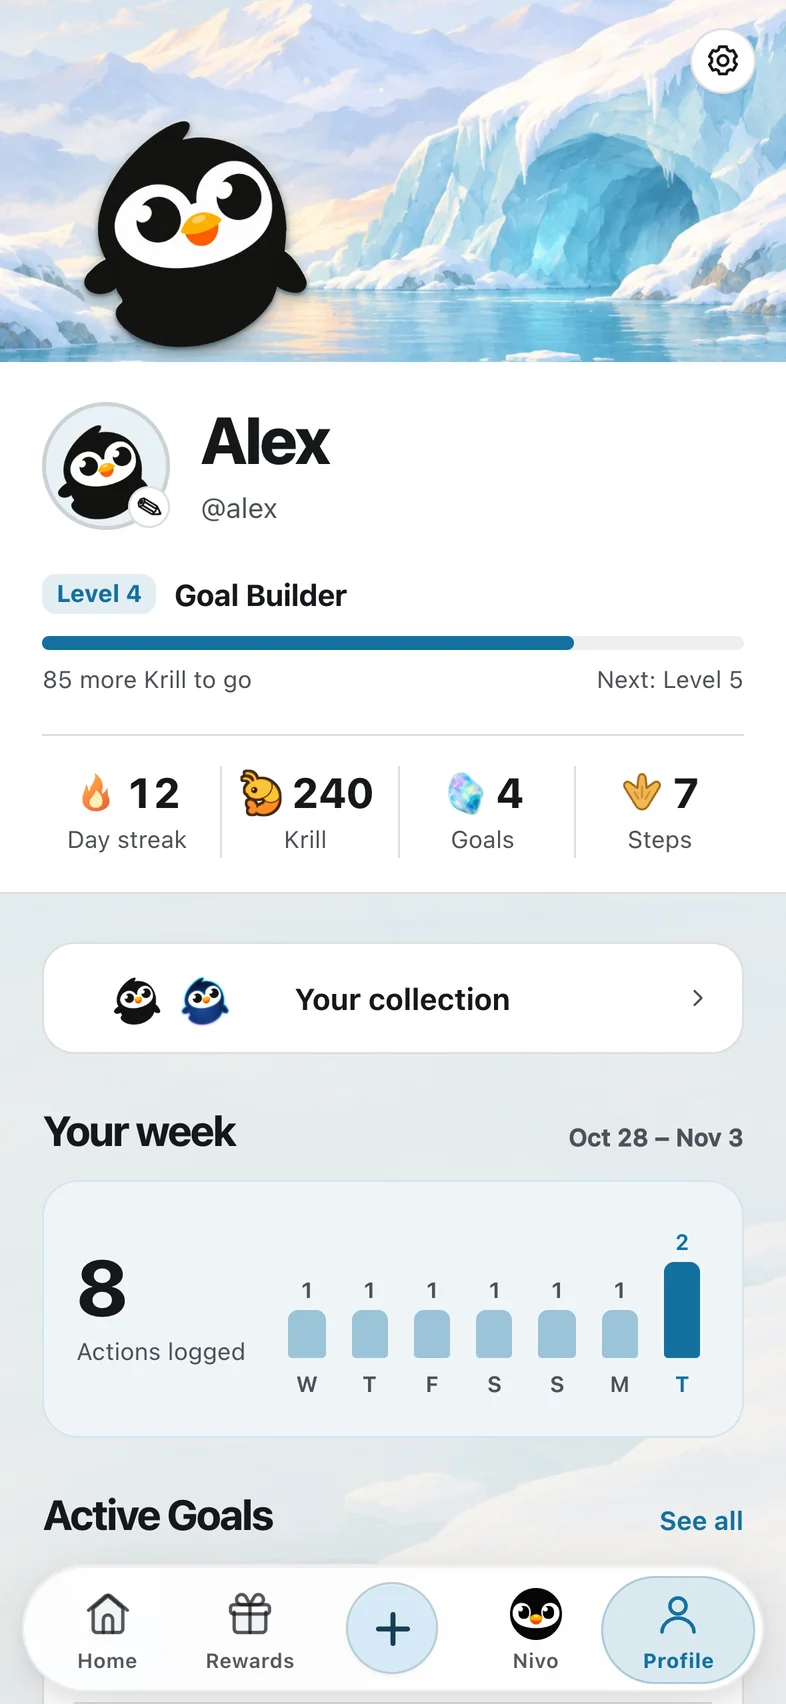 Alex
@alex
Level 4 Goal Builder
85 more Krill to go Next: Level 5
12 240 4 7
Day streak Krill Goals Steps
Your collection
Your week Oct 28 – Nov 3
2
1 1 1 1 1 1
8
Actions logged
W T F S S M T
Active Goals See all
Home Rewards Nivo Profile